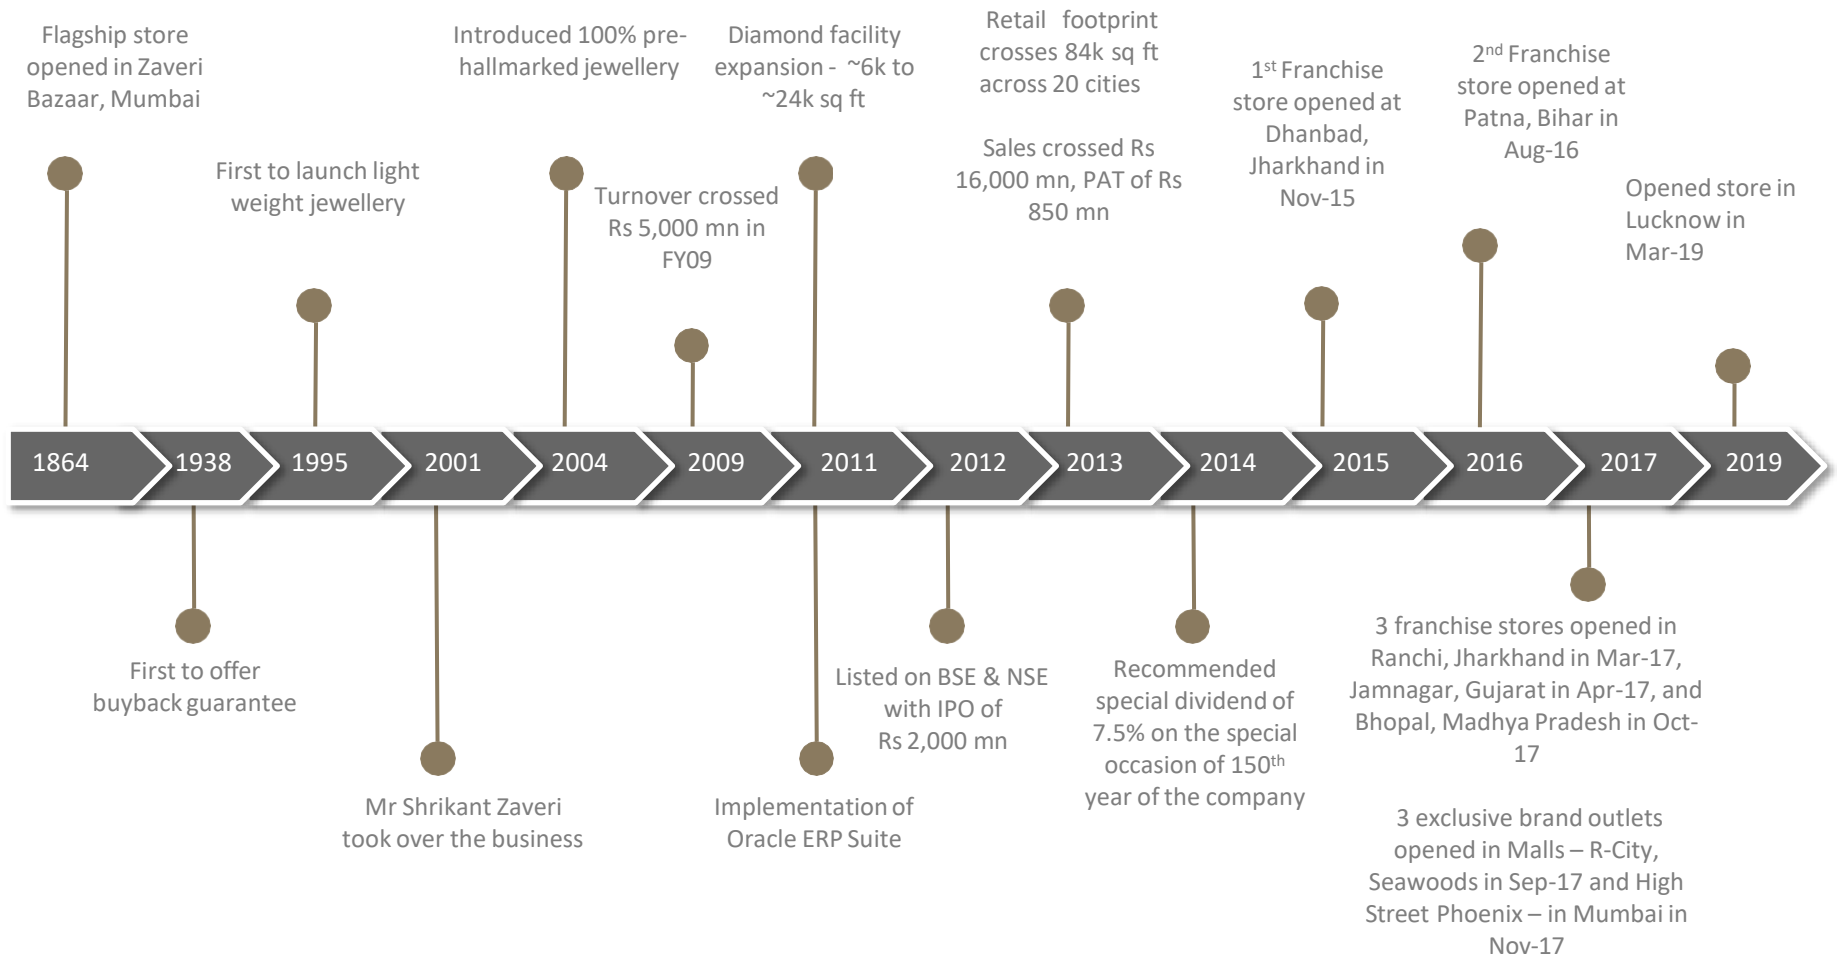 Flagship store
opened in Zaveri
Bazaar, Mumbai
First to launch light
weight jewellery
Introduced 100% pre-
hallmarked jewellery
Turnover crossed
Rs 5,000 mn in
FY09
Diamond facility
expansion - ~6k to
~24k sq ft
Retail footprint
crosses 84k sq ft
across 20 cities
Sales crossed Rs
16,000 mn, PAT of Rs
850 mn
1st Franchise
store opened at
Dhanbad,
Jharkhand in
Nov-15
2nd Franchise
store opened at
Patna, Bihar in
Aug-16
Opened store in
Lucknow in
Mar-19
1864 1938 1995 2001 2004 2009 2011 2012 2013 2014 2015 2016 2017 2019
First to offer
buyback guarantee
Mr Shrikant Zaveri
took over the business
Implementation of
Oracle ERP Suite
Listed on BSE & NSE
with IPO of
Rs 2,000 mn
Recommended
special dividend of
7.5% on the special
occasion of 150th
year of the company
3 franchise stores opened in
Ranchi, Jharkhand in Mar-17,
Jamnagar, Gujarat in Apr-17, and
Bhopal, Madhya Pradesh in Oct-
17
3 exclusive brand outlets
opened in Malls – R-City,
Seawoods in Sep-17 and High
Street Phoenix – in Mumbai in
Nov-17